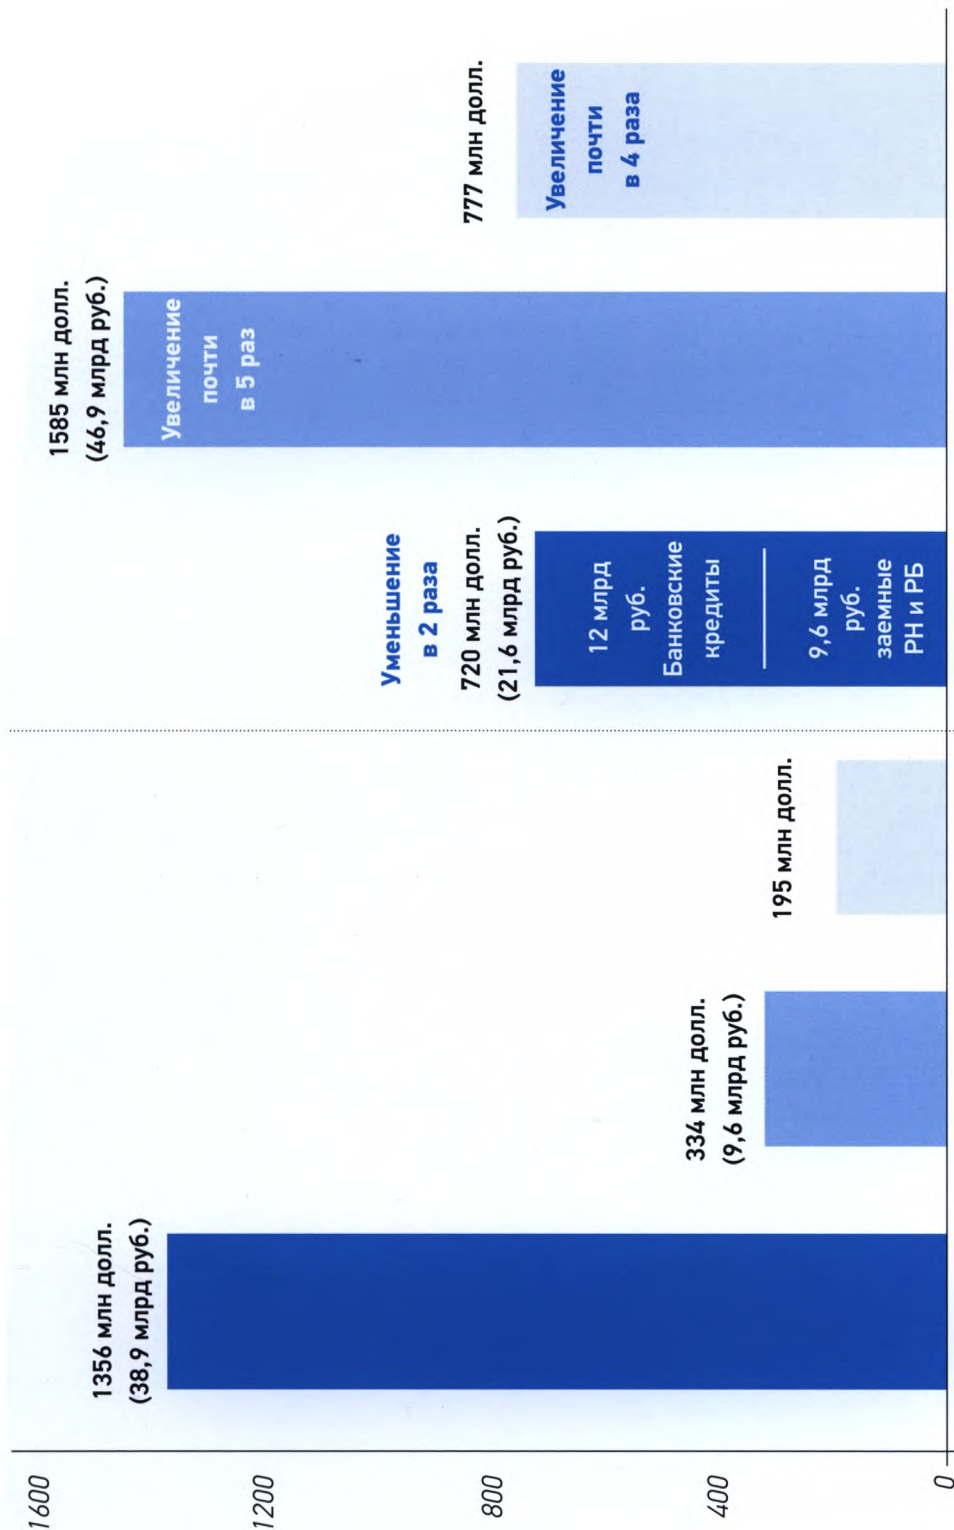 1600
1200
800
400
0
1356 млн долл.
(38,9 млрд руб.)
334 млн долл.
(9,6 млрд руб.)
195 млн долл.
Уменьшение
в 2 раза
720 млн долл.
(21,6 млрд руб.)
12 млрд
руб.
Банковские
кредиты
9,6 млрд
руб.
заемные
РН и РБ
1585 млн долл.
(46,9 млрд руб.)
Увеличение
почти
в 5 раз
777 млн долл.
Увеличение
почти
в 4 раза